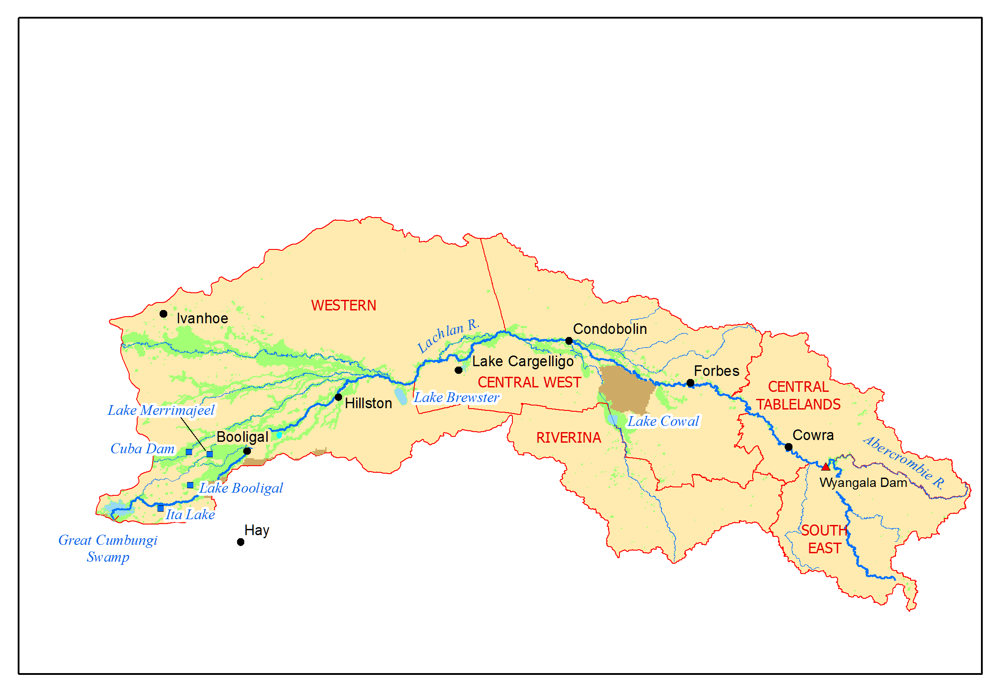 WESTERN
Ivanhoe
Lachlan R.
Condobolin
Lake Cargelligo
Forbes
CENTRAL WEST
CENTRAL
TABLELANDS
Lake Brewster
Hillston
Lake Merrimajeel
Lake Cowal
RIVERINA
Booligal
Cowra
Cuba Dam
Abercrombie R.
Wyangala Dam
Lake Booligal
Ita Lake
Hay
SOUTH
EAST
Great Cumbungi
Swamp